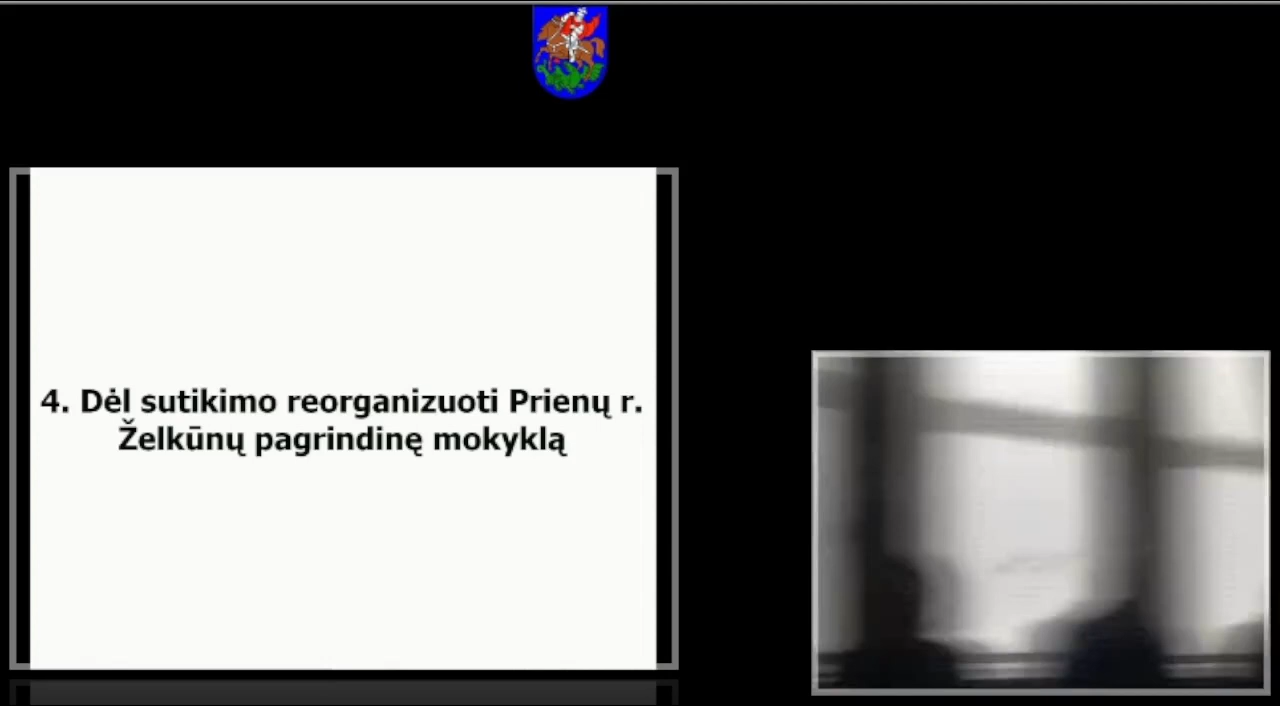 4. Dėl sutikimo reorganizuoti Prienų r.
Želkūnų pagrindinę mokyklą